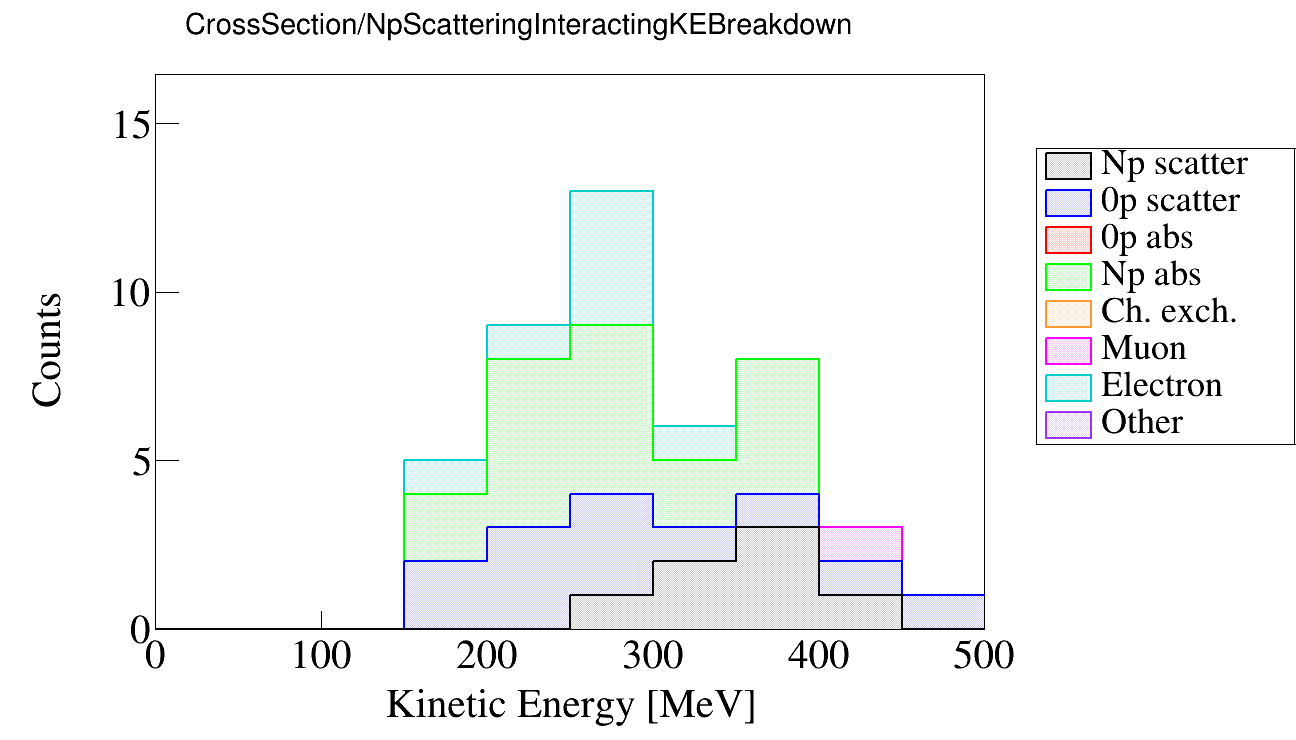 CrossSection/NpScatteringInteractingKEBreakdown
15
10
5
0
Counts
0 100 200 300 400 500
Kinetic Energy [MeV]
Np scatter
0p scatter
0p abs
Np abs
Ch. exch.
Muon
Electron
Other